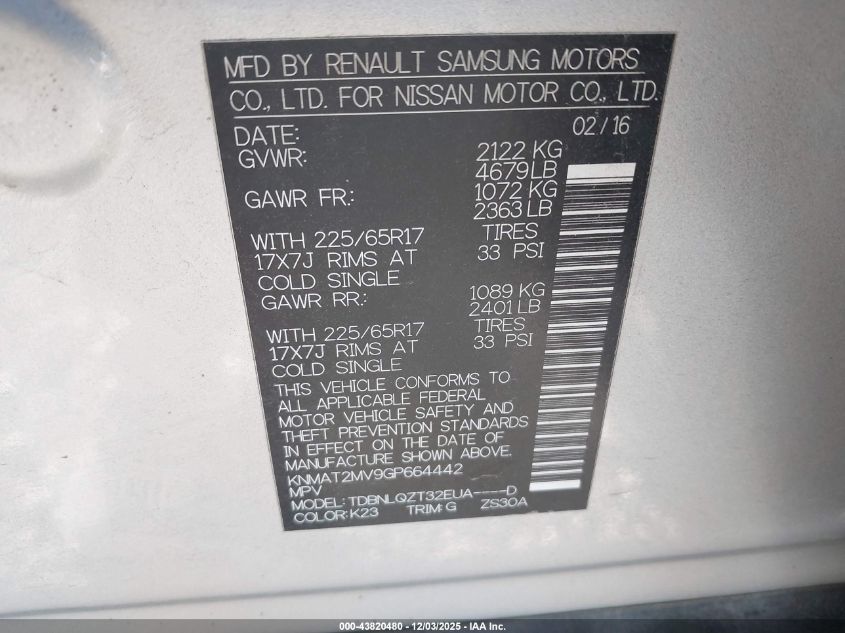 MFD BY RENAULT SAMSUNG MOTORS
CO., LTD. FOR NISSAN MOTOR CO., LTD.
DATE: 02/16
GVWR: 2122 KG
4679 LB
GAWR FR.: 1072 KG
2363 LB
WITH 225/65R17 TIRES
17X7J RIMS AT 33 PSI
COLD SINGLE
GAWR RR: 1089 KG
2401 LB
WITH 225/65R17 TIRES
17X7J RIMS AT 33 PSI
COLD SINGLE
THIS VEHICLE CONFORMS TO
ALL APPLICABLE FEDERAL
MOTOR VEHICLE SAFETY AND
THEFT PREVENTION STANDARDS
IN EFFECT ON THE DATE OF
MANUFACTURE SHOWN ABOVE.
KNMAT2MV9GP664442
MPV
MODEL: TDBNLQZT32EUA----D
COLOR: K23 TRIM: G ZS30A
000-43820480 - 12/03/2025 - IAA Inc.